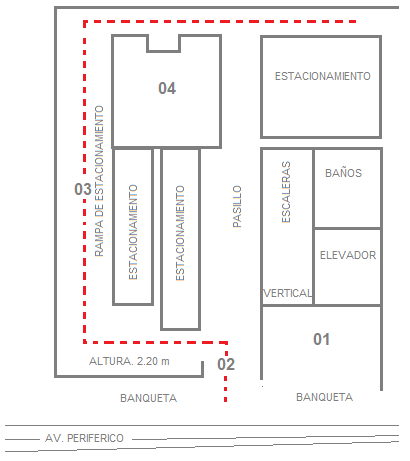 ESTACIONAMIENTO
04
RAMPA DE ESTACIONAMIENTO
03
ESTACIONAMIENTO
ESTACIONAMIENTO
PASILLO
ESCALERAS
BAÑOS
ELEVADOR
VERTICAL
01
ALTURA. 2.20 m
02
BANQUETA
BANQUETA
AV. PERIFERICO